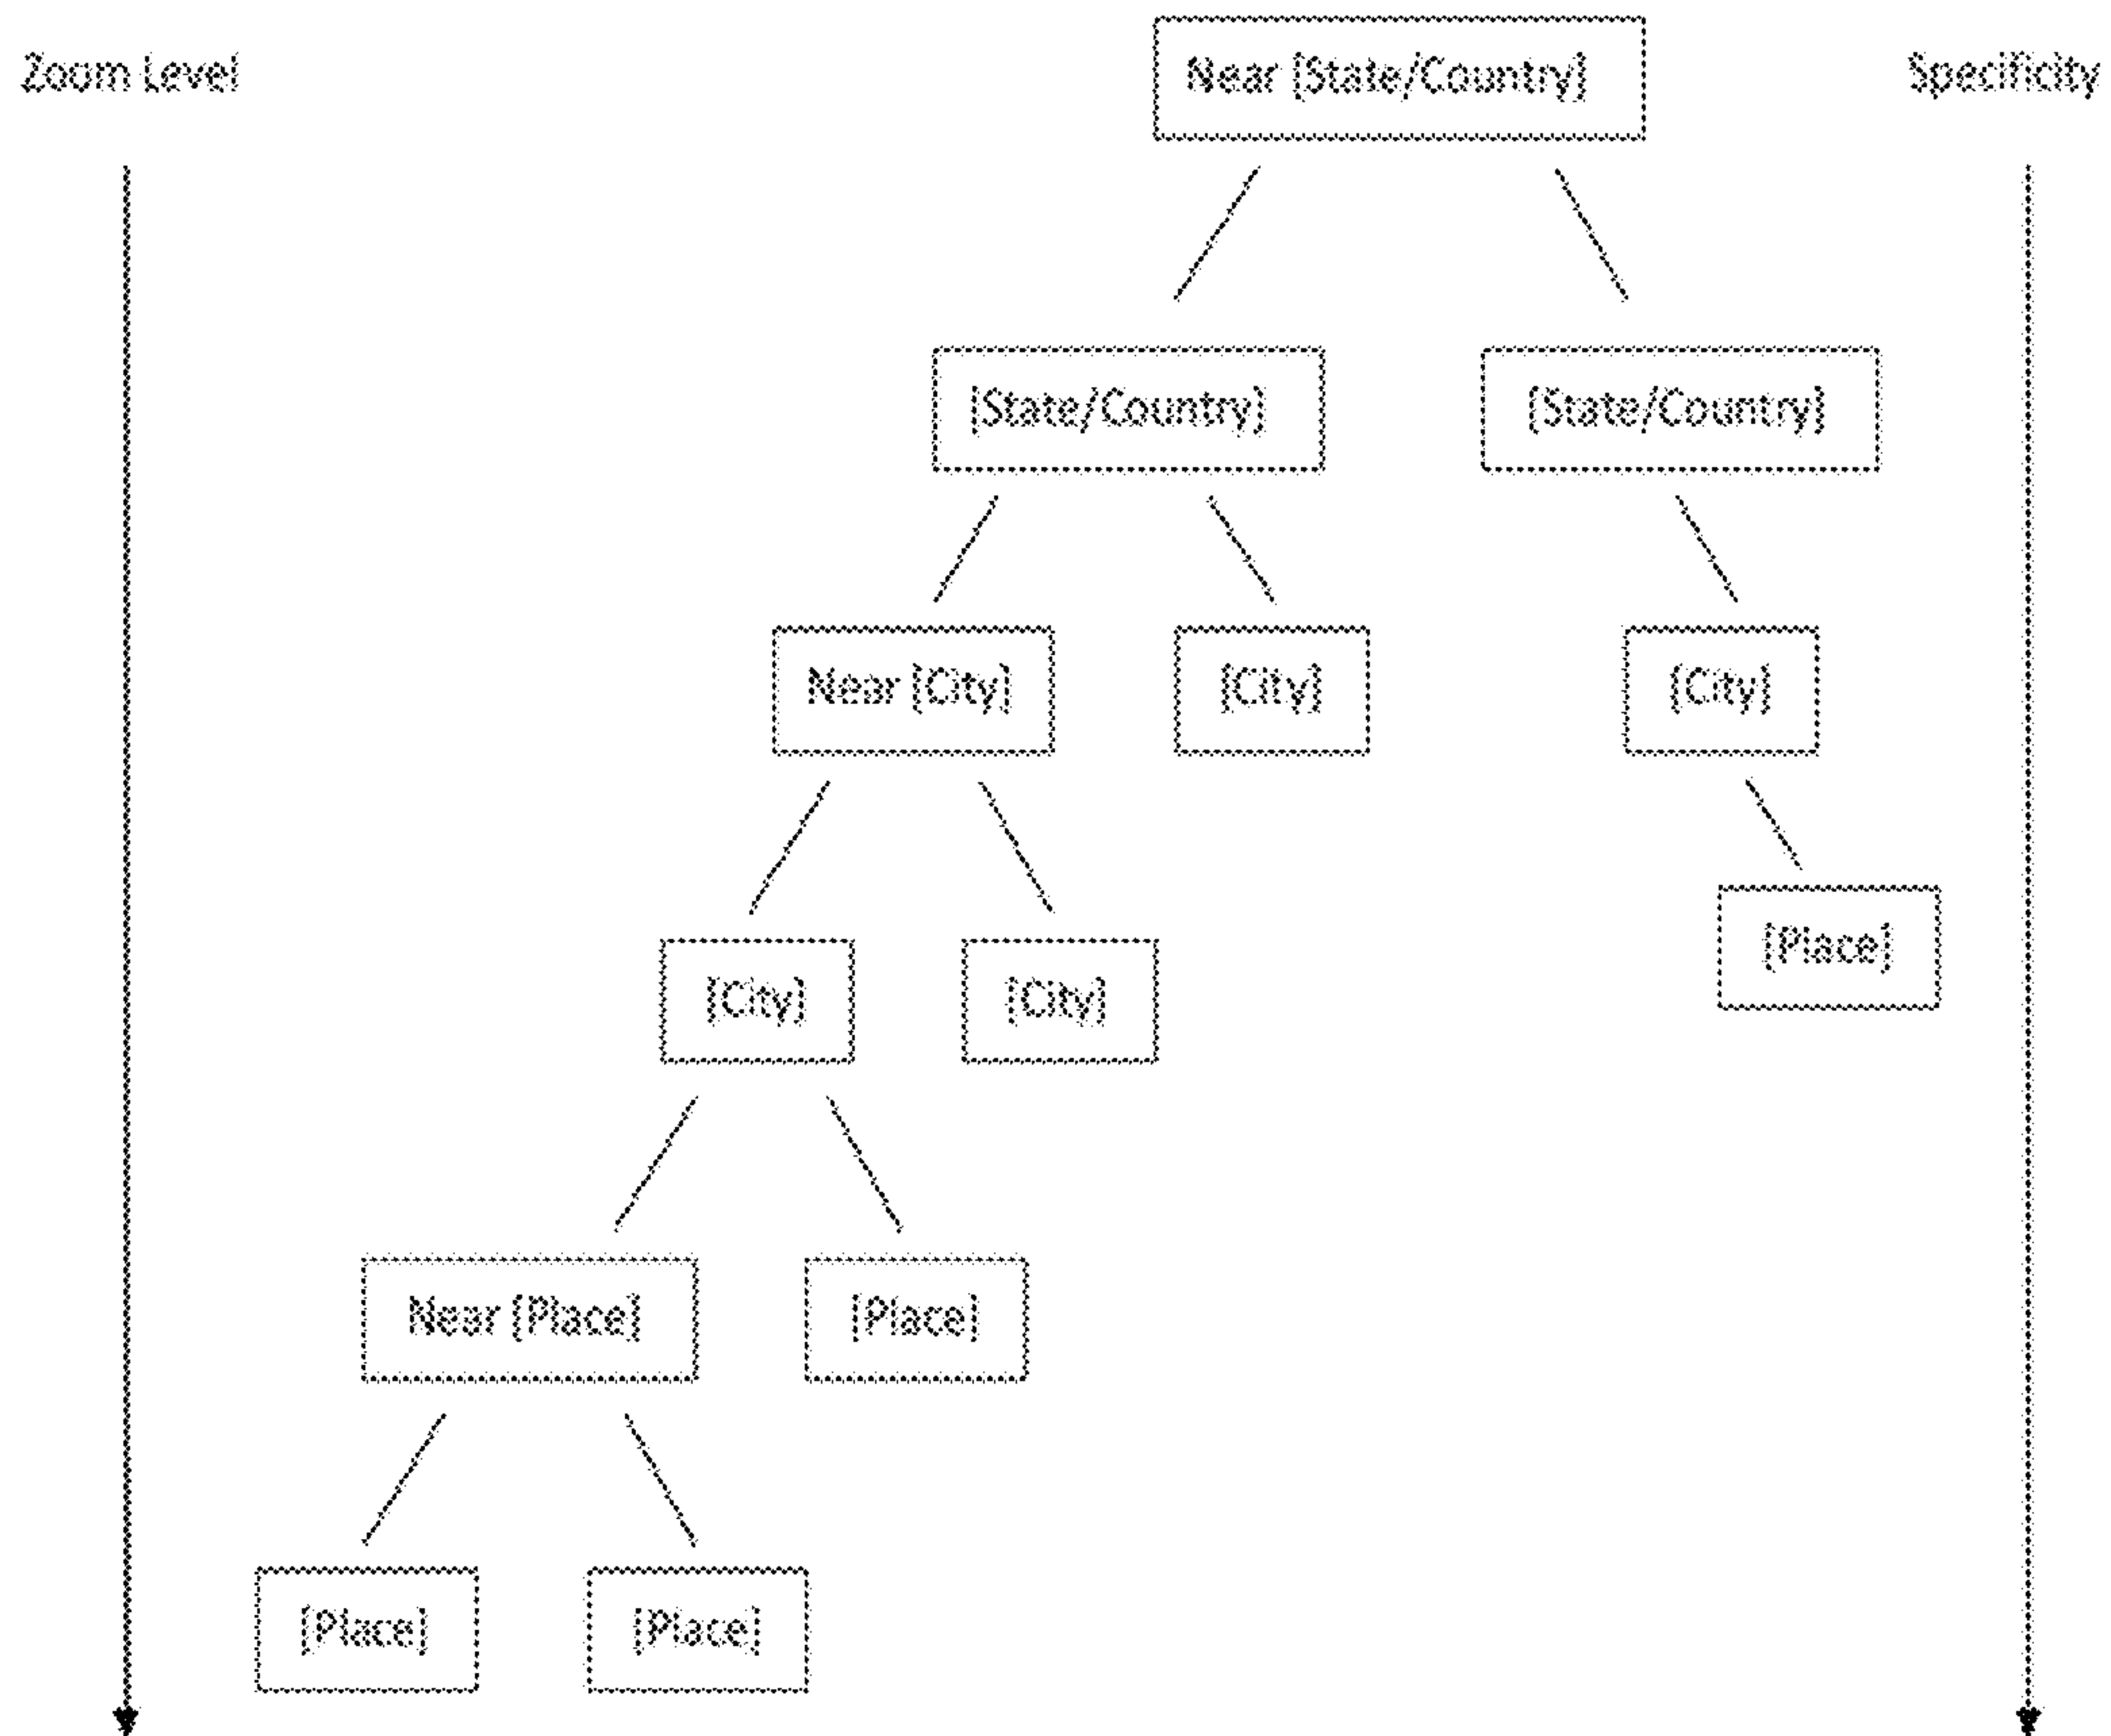 Zoom Level
Near [State/Country]
Specificity
[State/Country]
[State/Country]
Near [City]
[City]
[City]
[Place]
[City]
[City]
Near [Place]
[Place]
[Place]
[Place]